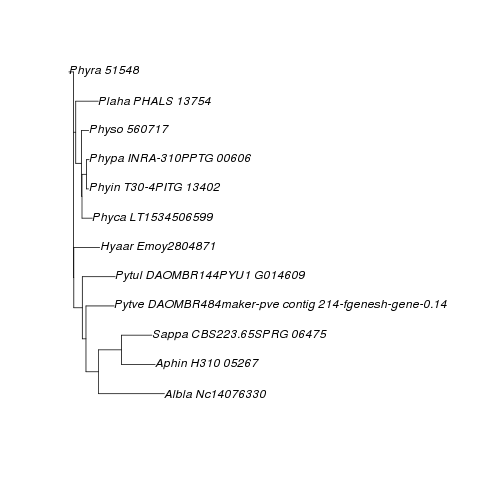 Phyra 51548
Plaha PHALS 13754
Physo 560717
Phypa INRA-310PPTG 00606
Phyin T30-4PITG 13402
Phyca LT1534506599
Hyaar Emoy2804871
Pytul DAOMBR144PYU1 G014609
Pytve DAOMBR484maker-pve contig 214-fgenesh-gene-0.14
Sappa CBS223.65SPRG 06475
Aphin H310 05267
Albla Nc14076330